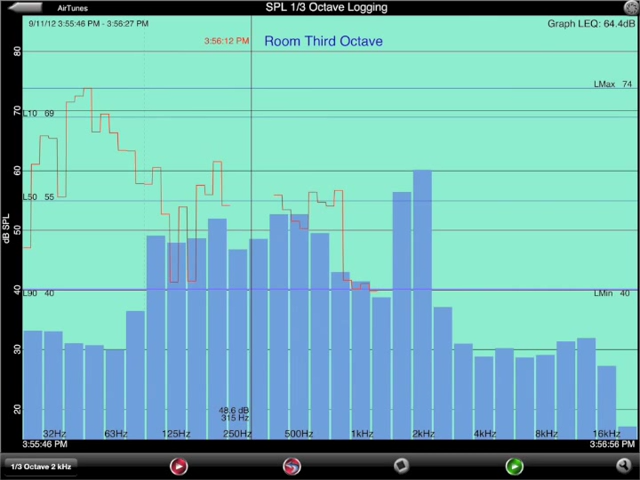 AirTunes
SPL 1/3 Octave Logging
9/11/12 3:55:46 PM - 3:56:27 PM
Graph LEQ: 64.4dB
3:56:12 PM
Room Third Octave
80
LMax 74
70
L10 69
60
L50 55
50
dB SPL
40
L90 40
LMin 40
30
20
48.6 dB
315 Hz
32Hz 63Hz 125Hz 250Hz 500Hz 1kHz 2kHz 4kHz 8kHz 16kHz
3:55:46 PM
3:56:56 PM
1/3 Octave 2 kHz